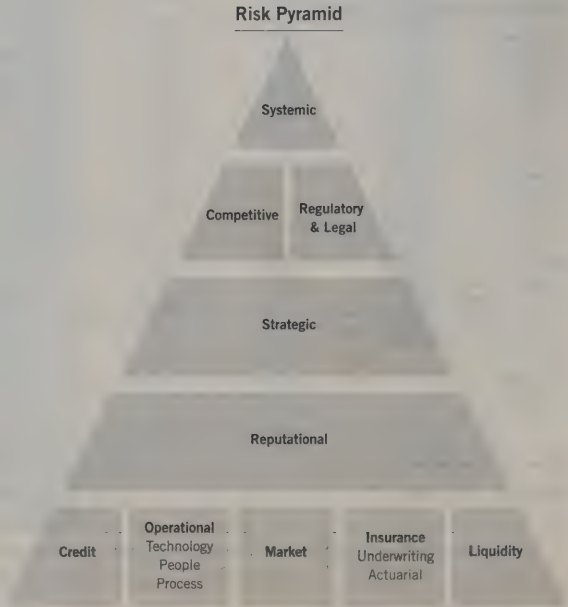 Risk Pyramid
Systemic
Competitive
Regulatory
& Legal
Strategic
Reputational
Credit
Operational
Technology
People
Process
Market
Insurance
Underwriting
Actuarial
Liquidity